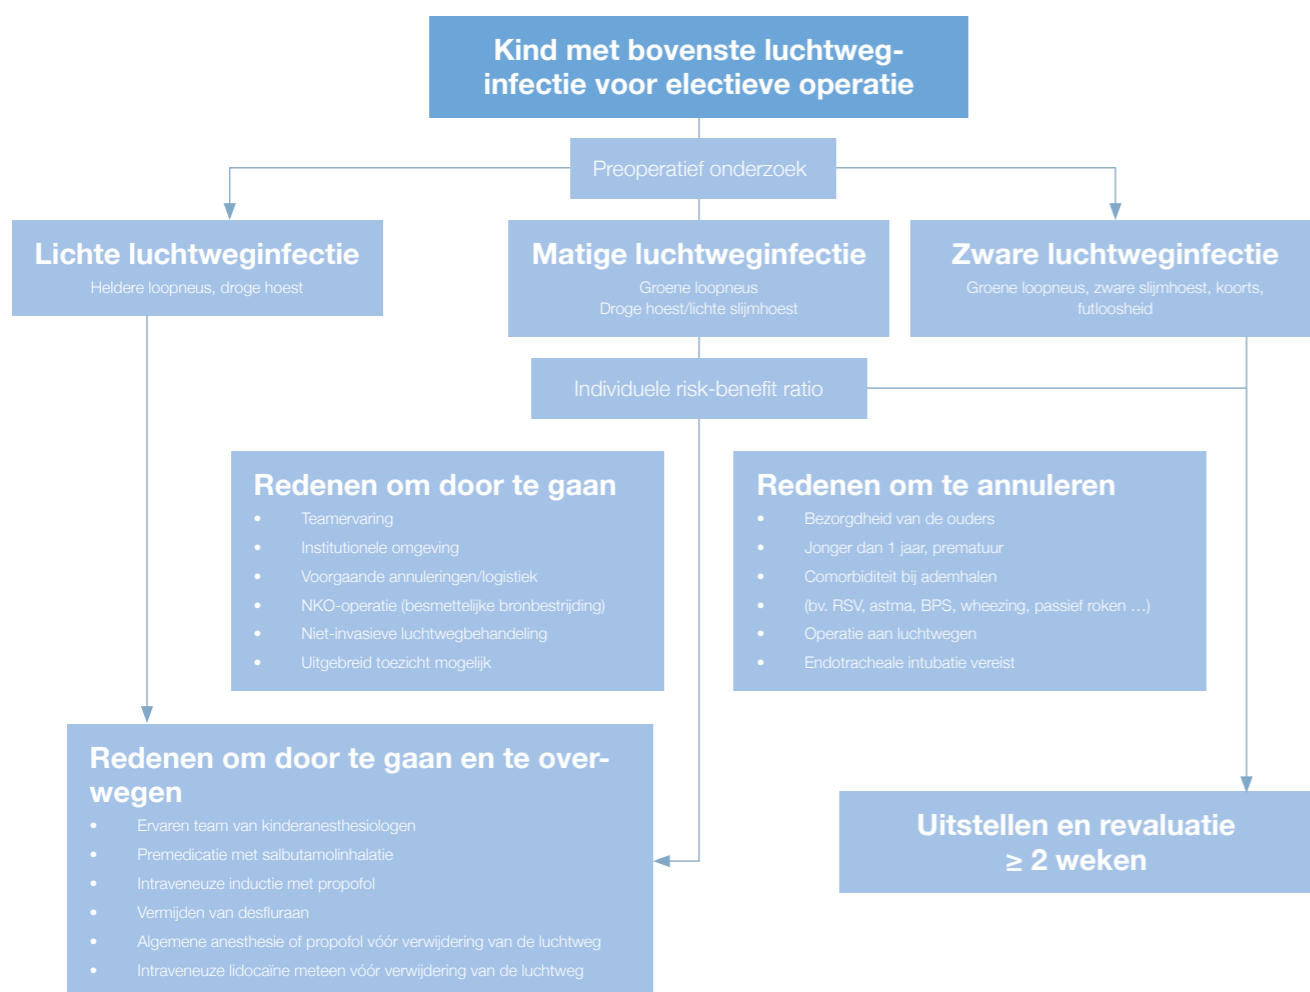 Kind met bovenste luchtweg-
infectie voor electieve operatie
Preoperatief onderzoek
Lichte luchtweginfectie
Heldere loopneus, droge hoest
Matige luchtweginfectie
Groene loopneus
Droge hoest/lichte slijmhoest
Zware luchtweginfectie
Groene loopneus, zware slijmhoest, koorts,
futloosheid
Individuele risk-benefit ratio
Redenen om door te gaan
• Teamervaring
• Institutionele omgeving
• Voorgaande annuleringen/logistiek
• NKO-operatie (besmettelijke bronbestrijding)
• Niet-invasieve luchtwegbehandeling
• Uitgebreid toezicht mogelijk
Redenen om te annuleren
• Bezorgdheid van de ouders
• Jonger dan 1 jaar, prematuur
• Comorbiditeit bij ademhalen
• (bv. RSV, astma, BPS, wheezing, passief roken …)
• Operatie aan luchtwegen
• Endotracheale intubatie vereist
Redenen om door te gaan en te over-
wegen
• Ervaren team van kinderanesthesiologen
• Premedicatie met salbutamolinhalatie
• Intraveneuze inductie met propofol
• Vermijden van desfluraan
• Algemene anesthesie of propofol vóór verwijdering van de luchtweg
• Intraveneuze lidocaïne meteen vóór verwijdering van de luchtweg
Uitstellen en revaluatie
≥ 2 weken